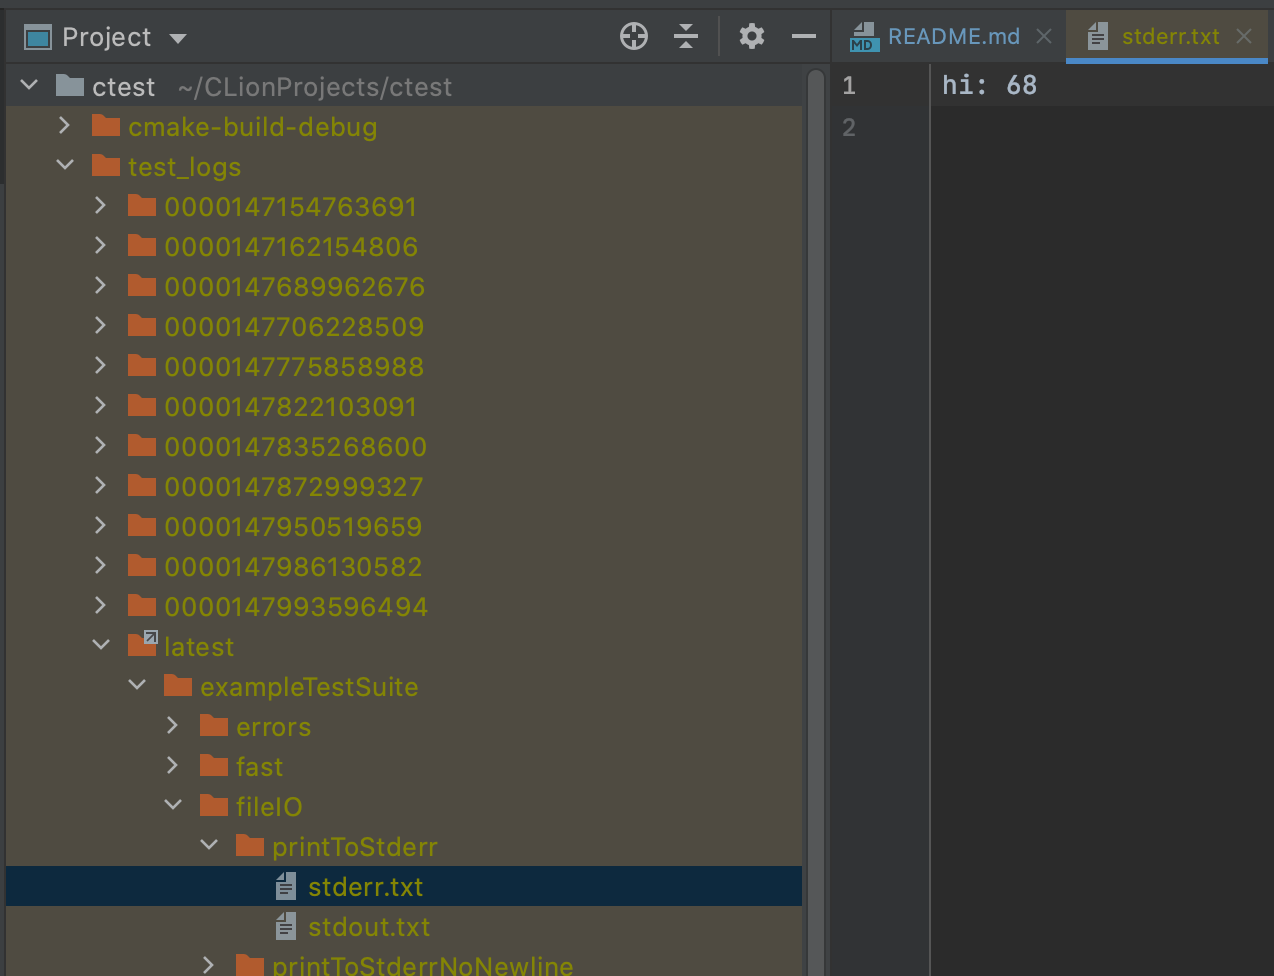 Project
README.md
stderr.txt
ctest ~/CLionProjects/ctest
cmake-build-debug
test_logs
0000147154763691
0000147162154806
0000147689962676
0000147706228509
0000147775858988
0000147822103091
0000147835268600
0000147872999327
0000147950519659
0000147986130582
0000147993596494
latest
exampleTestSuite
errors
fast
fileIO
printToStderr
stderr.txt
stdout.txt
printToStderrNoNewline
MD
1 hi: 68
2